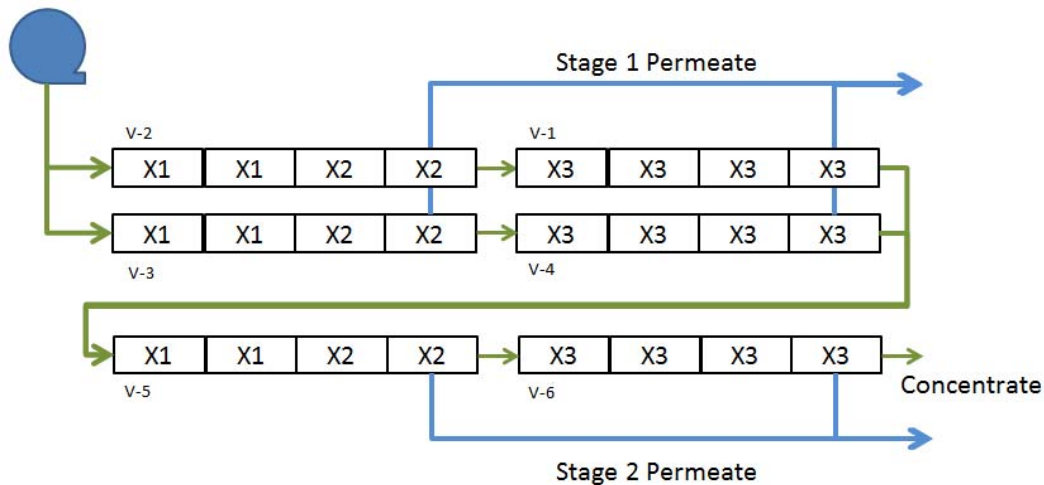 Stage 1 Permeate
V-2 V-1
X1 X1 X2 X2 X3 X3 X3 X3
X1 X1 X2 X2 X3 X3 X3 X3
V-3 V-4
X1 X1 X2 X2 X3 X3 X3 X3
V-5 V-6
Concentrate
Stage 2 Permeate